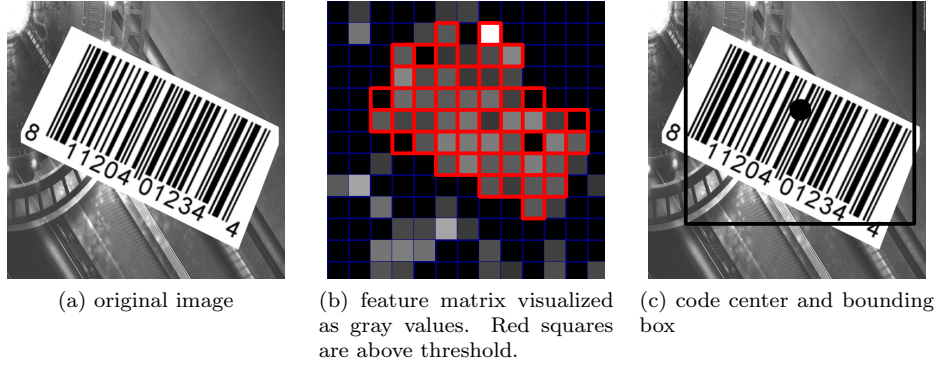 8
11204 01234
4
8
11204 01234
4
(a) original image
(b) feature matrix visualized
as gray values. Red squares
are above threshold.
(c) code center and bounding
box